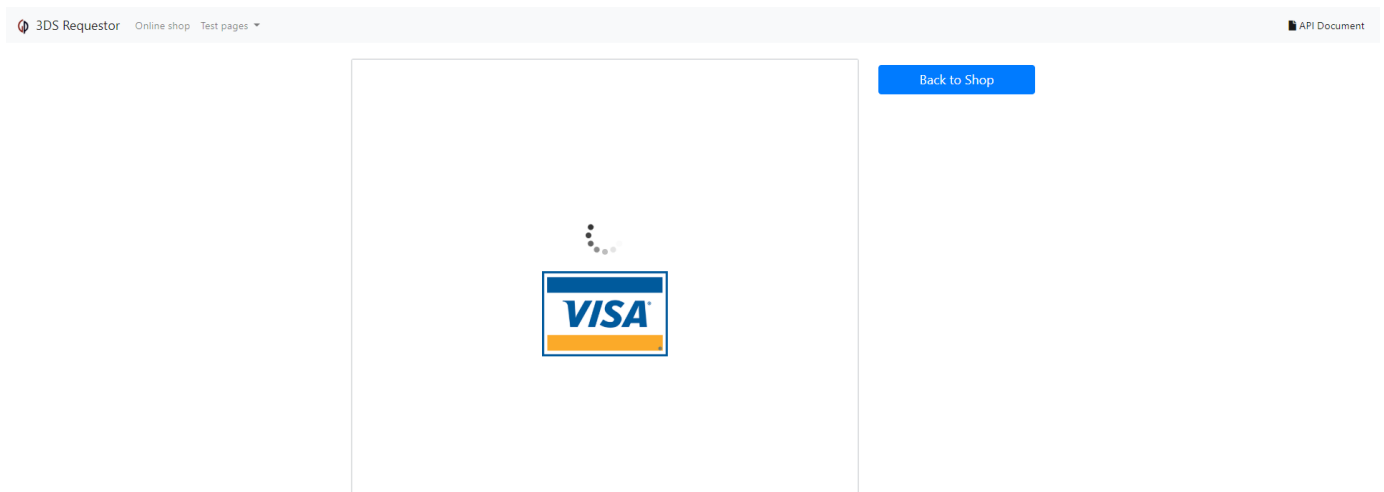 3DS Requestor Online shop Test pages API Document
Back to Shop
VISA